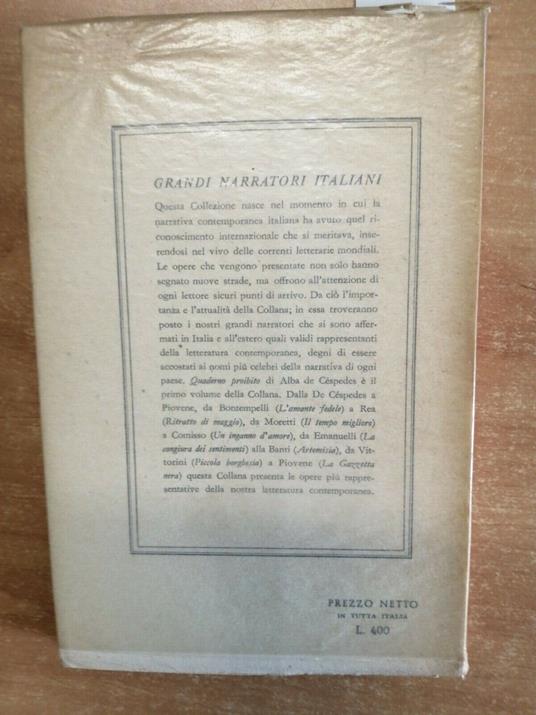 GRANDI NARRATORI ITALIANI
Questa Collezione nasce nel momento in cui la
narrativa contemporanea italiana ha avuto quel ri-
conoscimento internazionale che si meritava, inse-
rendosi nel vivo delle correnti letterarie mondiali.
Le opere che vengono presentate non solo hanno
segnato nuove strade, ma offrono all'attenzione di
ogni lettore sicuri punti di arrivo. Da ciò l'impor-
tanza e l'attualità della Collana; in essa troveranno
posto i nostri grandi narratori che si sono affer-
mati in Italia e all'estero quali validi rappresentanti
della letteratura contemporanea, degni di essere
accostati ai nomi più celebri della narrativa di ogni
paese. Quaderno proibito di Alba de Céspedes è il
primo volume della Collana. Dalla De Céspedes a
Piovene, da Bontempelli (L'amante fedele) a Rea
(Ritratto di maggio), da Moretti (Il tempo migliore)
a Comisso (Un inganno d'amore), da Emanuelli (La
congiura dei sentimenti) alla Banti (Artemisia), da Vit-
torini (Piccola borghesia) a Piovene (La Gazzetta
nera) questa Collana presenta le opere più rappre-
sentative della nostra letteratura contemporanea.
PREZZO NETTO
IN TUTTA ITALIA
L. 400